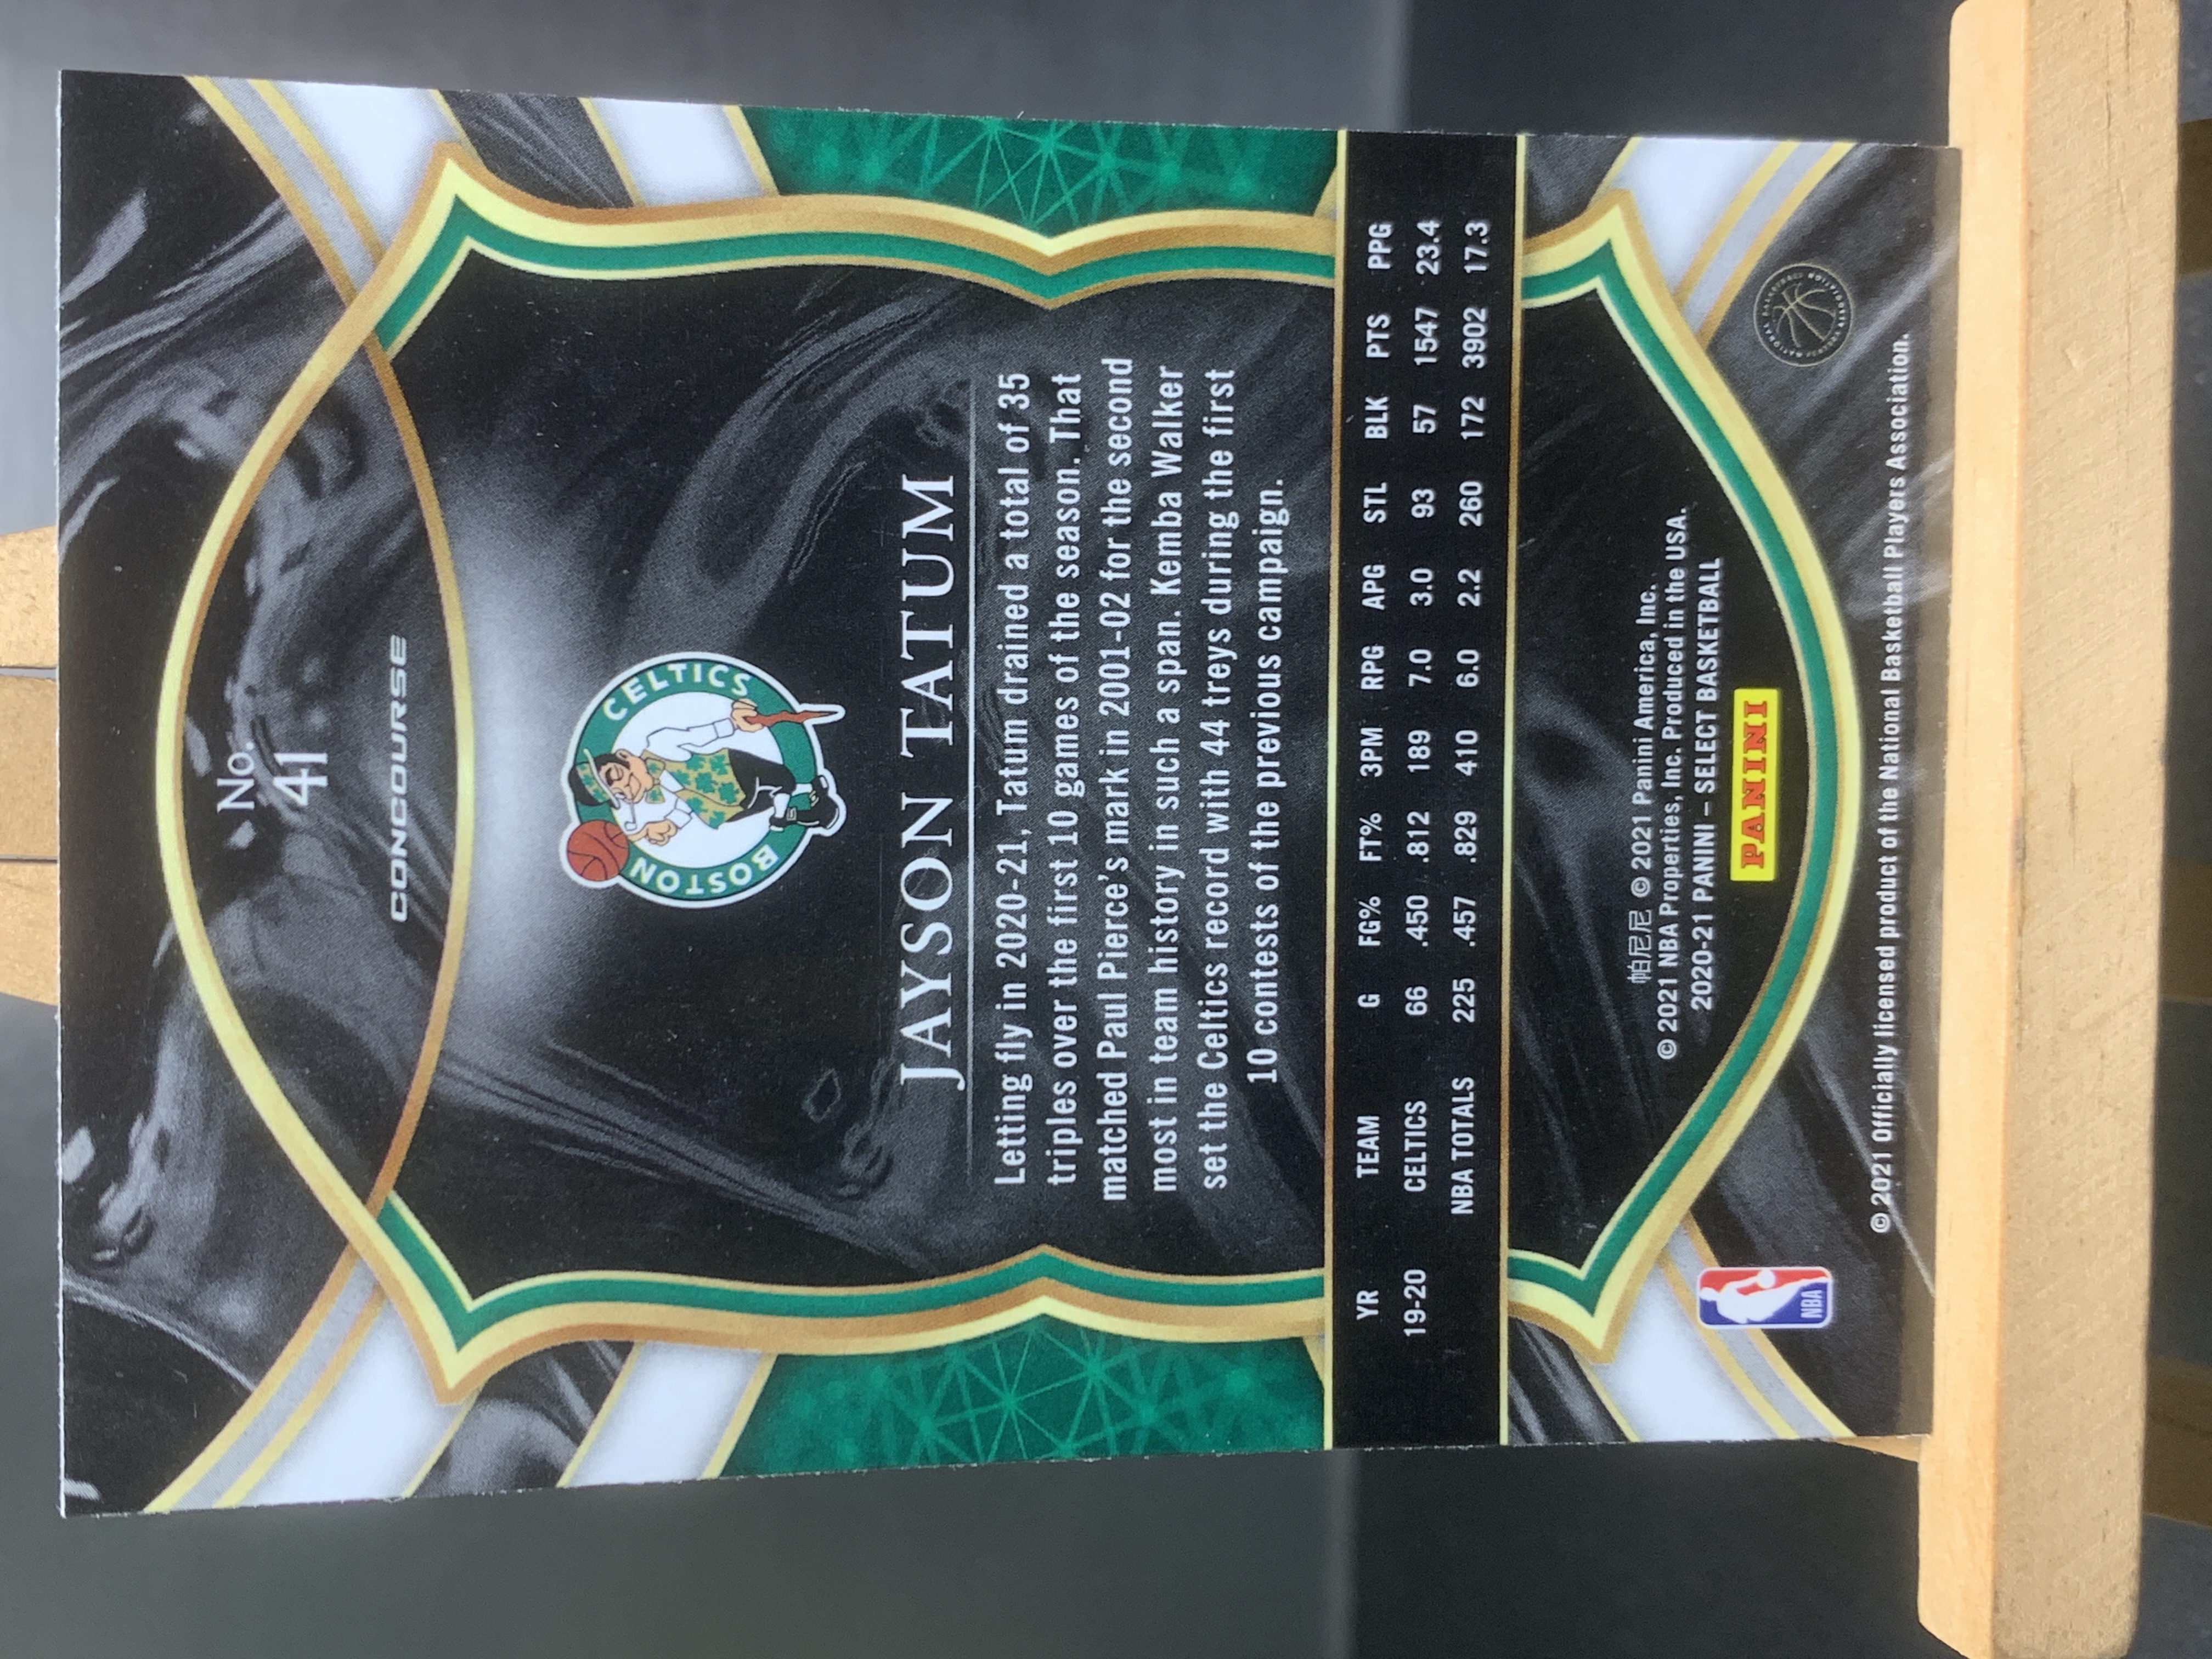 No.
41
CONCOURSE
BOSTON
CELTICS
JAYSON TATUM
Letting fly in 2020-21, Tatum drained a total of 35
triples over the first 10 games of the season. That
matched Paul Pierce's mark in 2001-02 for the second
most in team history in such a span. Kemba Walker
set the Celtics record with 44 treys during the first
10 contests of the previous campaign.
YR TEAM G FG% FT% 3PM RPG APG STL BLK PTS PPG
19-20 CELTICS 66 .450 .812 189 7.0 3.0 93 57 1547 23.4
NBA TOTALS 225 .457 .829 410 6.0 2.2 260 172 3902 17.3
帕尼尼 © 2021 Panini America, Inc.
© 2021 NBA Properties, Inc. Produced in the USA.
2020-21 PANINI – SELECT BASKETBALL
PANINI
NBA
NATIONAL BASKETBALL PLAYERS ASSOCIATION
© 2021 Officially licensed product of the National Basketball Players Association.